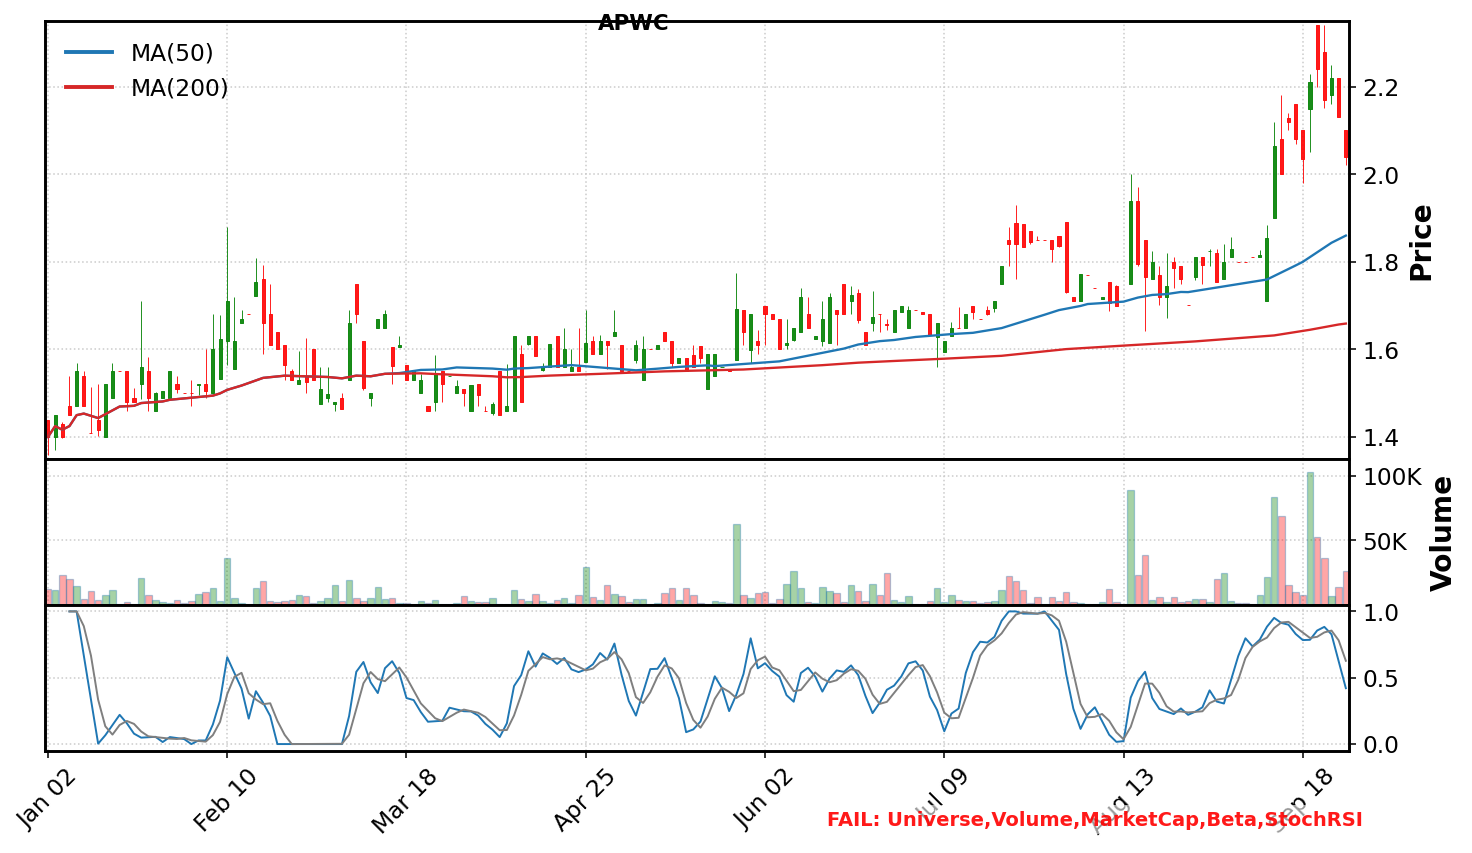 APWC
MA(50)
MA(200)
2.2
2.0
1.8
1.6
1.4
Price
100K
50K
Volume
1.0
0.5
0.0
Jan 02
Feb 10
Mar 18
Apr 25
Jun 02
Jul 09
Aug 13
Sep 18
FAIL: Universe,Volume,MarketCap,Beta,StochRSI